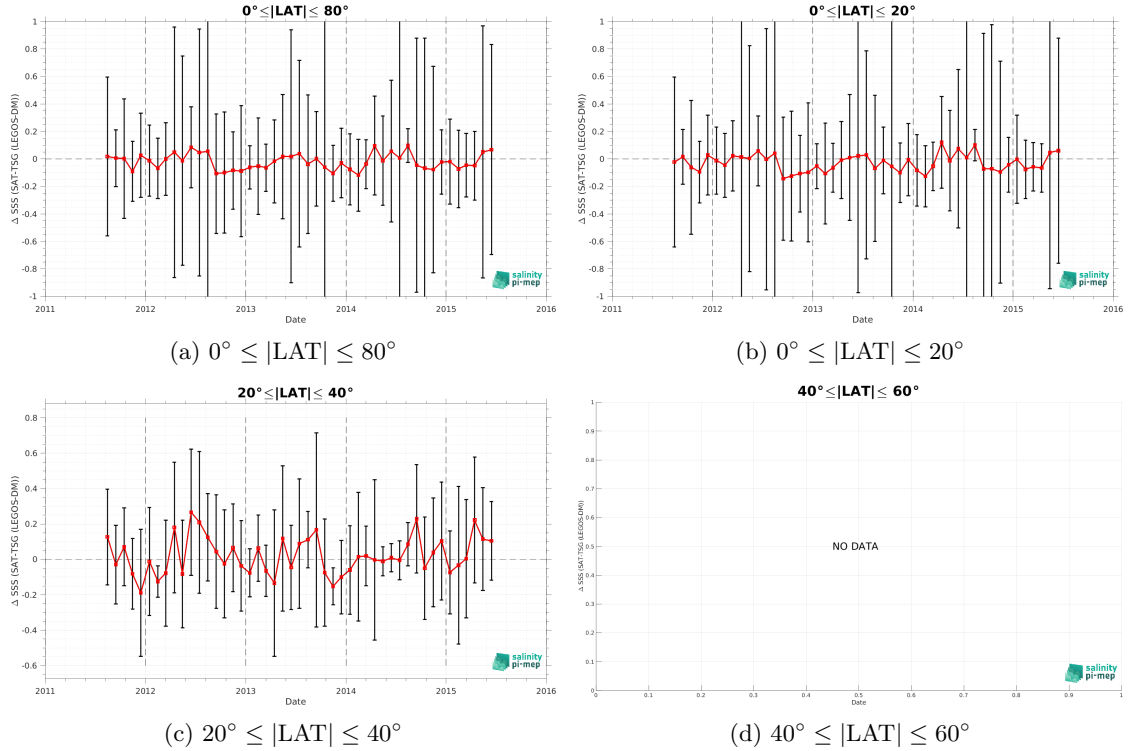 0°≤|LAT|≤ 80°
Δ SSS (SAT-TSG (LEGOS-DM))
1
0.8
0.6
0.4
0.2
0
-0.2
-0.4
-0.6
-0.8
-1
2011
2012
2013
2014
2015
2016
Date
salinity
pi-mep
(a) 0° ≤ |LAT| ≤ 80°
0°≤|LAT|≤ 20°
Δ SSS (SAT-TSG (LEGOS-DM))
1
0.8
0.6
0.4
0.2
0
-0.2
-0.4
-0.6
-0.8
-1
2011
2012
2013
2014
2015
2016
Date
salinity
pi-mep
(b) 0° ≤ |LAT| ≤ 20°
20°≤|LAT|≤ 40°
Δ SSS (SAT-TSG (LEGOS-DM))
0.8
0.6
0.4
0.2
0
-0.2
-0.4
-0.6
2011
2012
2013
2014
2015
2016
Date
salinity
pi-mep
(c) 20° ≤ |LAT| ≤ 40°
40°≤|LAT|≤ 60°
Δ SSS (SAT-TSG (LEGOS-DM))
1
0.9
0.8
0.7
0.6
0.5
0.4
0.3
0.2
0.1
0
NO DATA
0
0.1
0.2
0.3
0.4
0.5
0.6
0.7
0.8
0.9
1
Date
salinity
pi-mep
(d) 40° ≤ |LAT| ≤ 60°